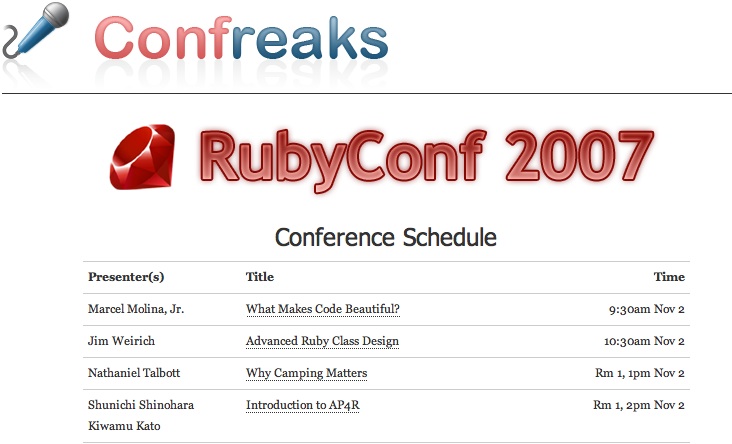 Confreaks
RubyConf 2007
Conference Schedule
Presenter(s) Title Time
Marcel Molina, Jr. What Makes Code Beautiful? 9:30am Nov 2
Jim Weirich Advanced Ruby Class Design 10:30am Nov 2
Nathaniel Talbott Why Camping Matters Rm 1, 1pm Nov 2
Shunichi Shinohara Introduction to AP4R Rm 1, 2pm Nov 2
Kiwamu Kato